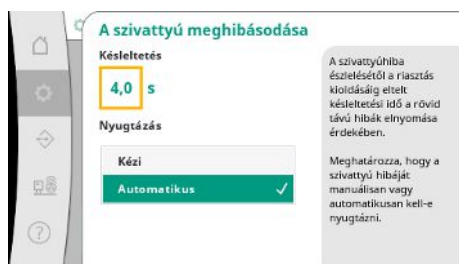 A szivattyú meghibásodása
Késleltetés
4,0 s
Nyugtázás
Kézi
Automatikus
A szivattyúhiba
észlelésétől a riasztás
kioldásáig eltelt
késleltetési idő a rövid
távú hibák elnyomása
érdekében.
Meghatározza, hogy a
szivattyú hibáját
manuálisan vagy
automatikusan kell-e
nyugtázni.